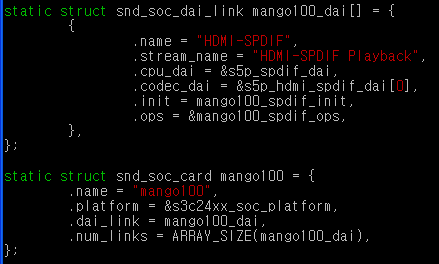 static struct snd_soc_dai_link mango100_dai[] = {
        {
                .name = "HDMI-SPDIF",
                .stream_name = "HDMI-SPDIF Playback",
                .cpu_dai = &s5p_spdif_dai,
                .codec_dai = &s5p_hdmi_spdif_dai[0],
                .init = mango100_spdif_init,
                .ops = &mango100_spdif_ops,
        },
};
static struct snd_soc_card mango100 = {
        .name = "mango100",
        .platform = &s3c24xx_soc_platform,
        .dai_link = mango100_dai,
        .num_links = ARRAY_SIZE(mango100_dai),
};